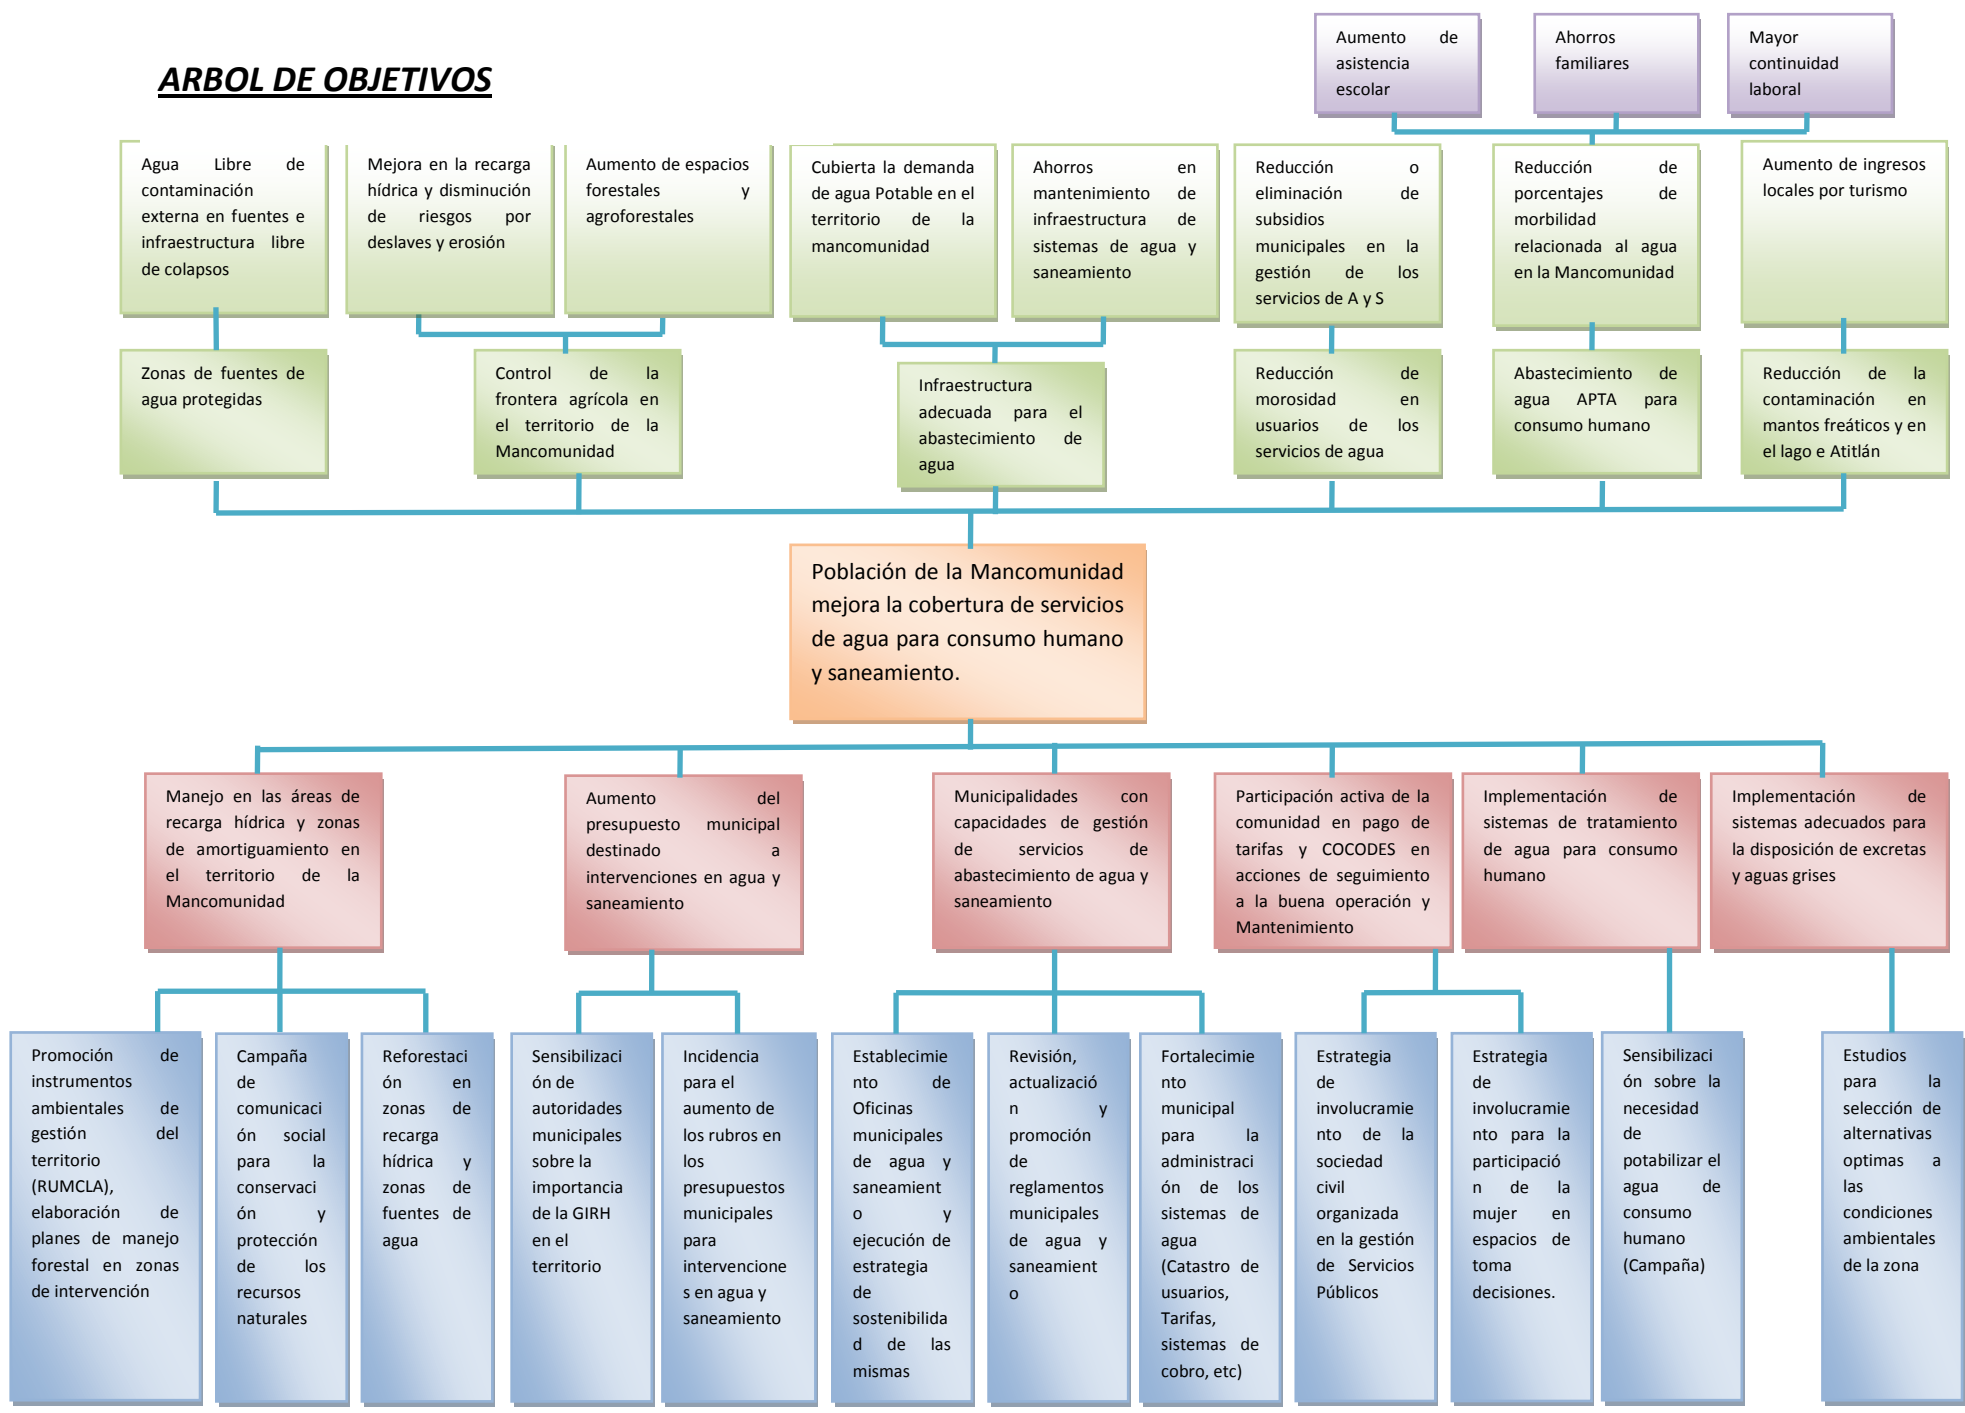 ARBOL DE OBJETIVOS
Aumento de
asistencia
escolar
Ahorros
familiares
Mayor
continuidad
laboral
Agua Libre de
contaminación
externa en fuentes e
infraestructura libre
de colapsos
Mejora en la recarga
hídrica y disminución
de riesgos por
deslaves y erosión
Aumento de espacios
forestales y
agroforestales
Cubierta la demanda
de agua Potable en el
territorio de la
mancomunidad
Ahorros en
mantenimiento de
infraestructura de
sistemas de agua y
saneamiento
Reducción o
eliminación de
subsidios
municipales en la
gestión de los
servicios de A y S
Reducción de
porcentajes de
morbilidad
relacionada al agua
en la Mancomunidad
Aumento de ingresos
locales por turismo
Zonas de fuentes de
agua protegidas
Control de la
frontera agrícola en
el territorio de la
Mancomunidad
Infraestructura
adecuada para el
abastecimiento de
agua
Reducción de
morosidad en
usuarios de los
servicios de agua
Abastecimiento de
agua APTA para
consumo humano
Reducción de la
contaminación en
mantos freáticos y en
el lago e Atitlán
Población de la Mancomunidad
mejora la cobertura de servicios
de agua para consumo humano
y saneamiento.
Manejo en las áreas de
recarga hídrica y zonas
de amortiguamiento en
el territorio de la
Mancomunidad
Aumento del
presupuesto municipal
destinado a
intervenciones en agua y
saneamiento
Municipalidades con
capacidades de gestión
de servicios de
abastecimiento de agua y
saneamiento
Participación activa de la
comunidad en pago de
tarifas y COCODES en
acciones de seguimiento
a la buena operación y
Mantenimiento
Implementación de
sistemas de tratamiento
de agua para consumo
humano
Implementación de
sistemas adecuados para
la disposición de excretas
y aguas grises
Promoción de
instrumentos
ambientales de
gestión del
territorio
(RUMCLA),
elaboración de
planes de manejo
forestal en zonas
de intervención
Campaña
de
comunicaci
ón social
para la
conservaci
ón y
protección
de los
recursos
naturales
Reforestaci
ón en
zonas de
recarga
hídrica y
zonas de
fuentes de
agua
Sensibilizaci
ón de
autoridades
municipales
sobre la
importancia
de la GIRH
en el
territorio
Incidencia
para el
aumento de
los rubros en
los
presupuestos
municipales
para
intervencione
s en agua y
saneamiento
Establecimie
nto de
Oficinas
municipales
de agua y
saneamient
o y
ejecución de
estrategia
de
sostenibilida
d de las
mismas
Revisión,
actualizació
n y
promoción
de
reglamentos
municipales
de agua y
saneamient
o
Fortalecimie
nto
municipal
para la
administraci
ón de los
sistemas de
agua
(Catastro de
usuarios,
Tarifas,
sistemas de
cobro, etc)
Estrategia
de
involucramie
nto de la
sociedad
civil
organizada
en la gestión
de Servicios
Públicos
Estrategia
de
involucramie
nto para la
participació
n de la
mujer en
espacios de
toma
decisiones.
Sensibilizaci
ón sobre la
necesidad
de
potabilizar el
agua de
consumo
humano
(Campaña)
Estudios
para la
selección de
alternativas
optimas a
las
condiciones
ambientales
de la zona